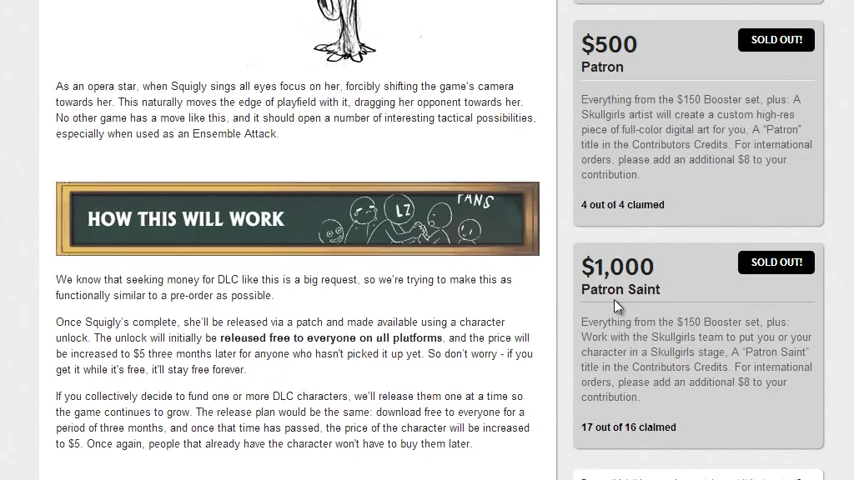 As an opera star, when Squigly sings all eyes focus on her, forcibly shifting the game's camera
towards her. This naturally moves the edge of playfield with it, dragging her opponent towards her.
No other game has a move like this, and it should open a number of interesting tactical possibilities,
especially when used as an Ensemble Attack.
HOW THIS WILL WORK
LZ
FANS
We know that seeking money for DLC like this is a big request, so we're trying to make this as
functionally similar to a pre-order as possible.
Once Squigly's complete, she'll be released via a patch and made available using a character
unlock. The unlock will initially be released free to everyone on all platforms, and the price will
be increased to $5 three months later for anyone who hasn't picked it up yet. So don't worry - if you
get it while it's free, it'll stay free forever.
If you collectively decide to fund one or more DLC characters, we'll release them one at a time so
the game continues to grow. The release plan would be the same: download free to everyone for a
period of three months, and once that time has passed, the price of the character will be increased
to $5. Once again, people that already have the character won't have to buy them later.
$500
SOLD OUT!
Patron
Everything from the $150 Booster set, plus: A
Skullgirls artist will create a custom high-res
piece of full-color digital art for you, A "Patron"
title in the Contributors Credits. For international
orders, please add an additional $8 to your
contribution.
4 out of 4 claimed
$1,000
SOLD OUT!
Patron Saint
Everything from the $150 Booster set, plus:
Work with the Skullgirls team to put you or your
character in a Skullgirls stage, A "Patron Saint"
title in the Contributors Credits. For international
orders, please add an additional $8 to your
contribution.
17 out of 16 claimed